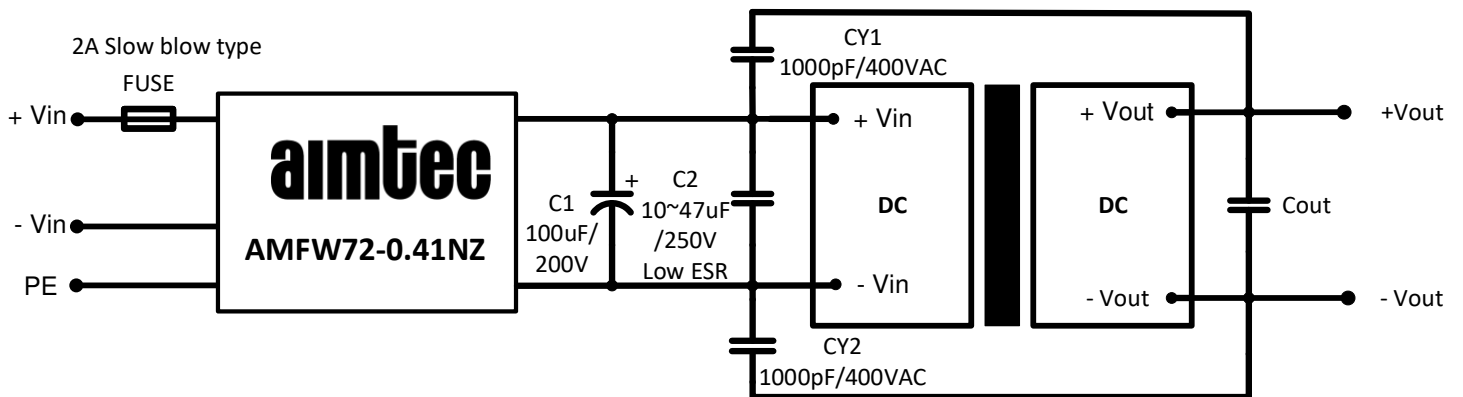 2A Slow blow type
FUSE
+ Vin
- Vin
PE
aimtec
AMFW72-0.41NZ
C1
100uF/
200V
+
C2
10~47uF
/250V
Low ESR
CY1
1000pF/400VAC
CY2
1000pF/400VAC
+ Vin
DC
- Vin
+ Vout
DC
- Vout
+Vout
Cout
- Vout